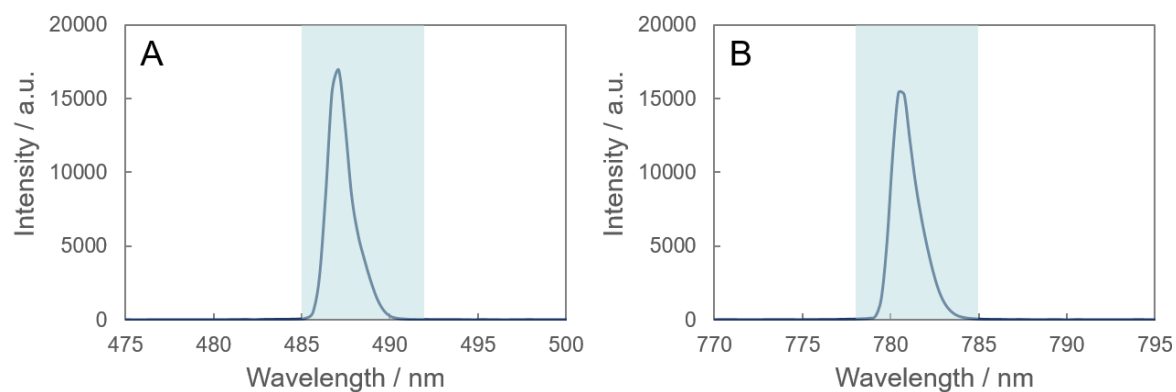 A
Intensity / a.u.
20000
15000
10000
5000
0
475 480 485 490 495 500
Wavelength / nm
B
Intensity / a.u.
20000
15000
10000
5000
0
770 775 780 785 790 795
Wavelength / nm